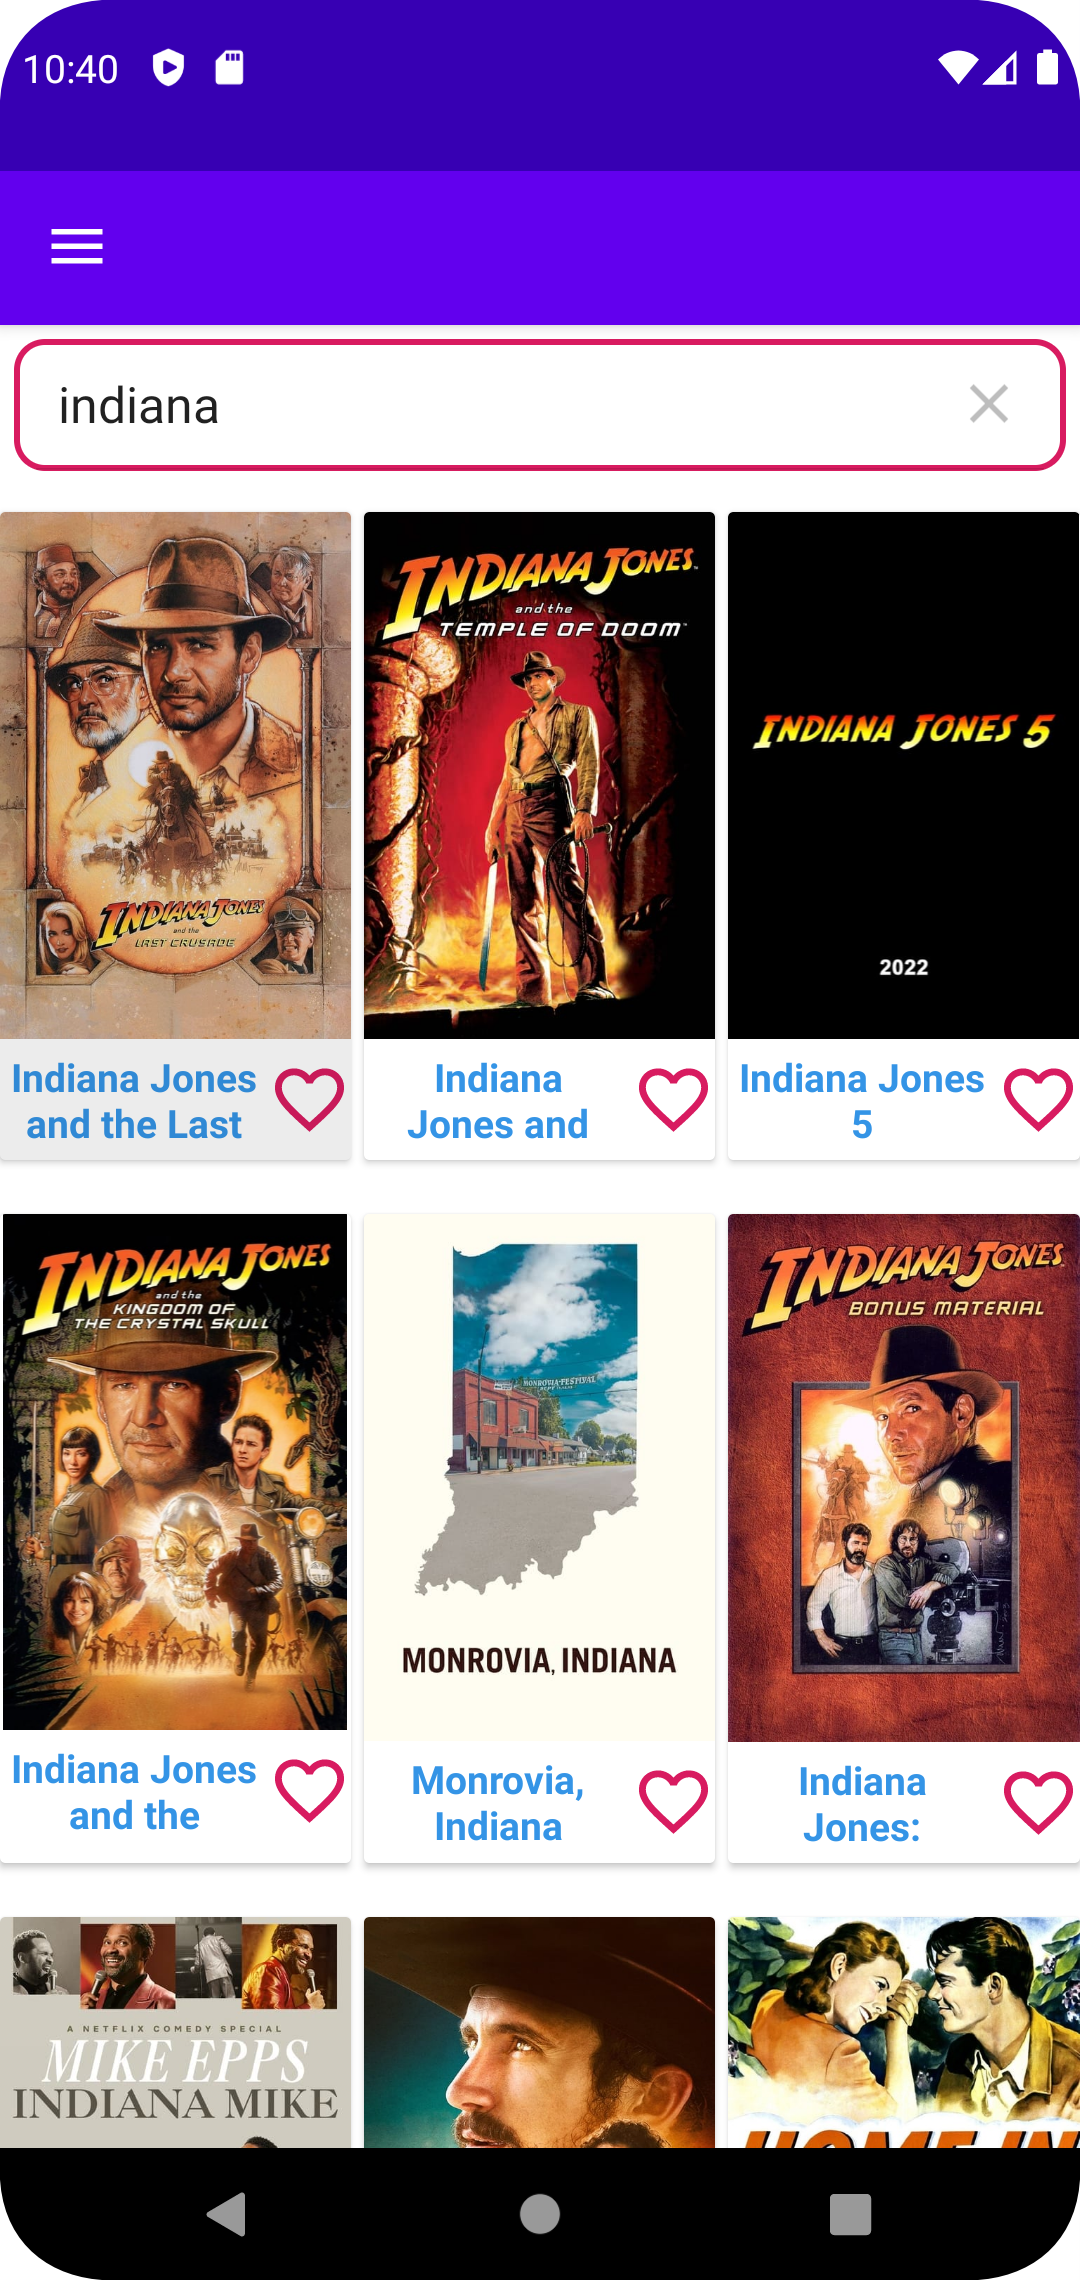 10:40
indiana
INDIANA JONES
and the
LAST CRUSADE
INDIANA JONES
and the
TEMPLE OF DOOM
INDIANA JONES 5
2022
Indiana Jones
and the Last
Indiana
Jones and
Indiana Jones
5
INDIANA JONES
and the
KINGDOM OF
THE CRYSTAL SKULL
MONROVIA FESTIVAL
MONROVIA, INDIANA
INDIANA JONES
BONUS MATERIAL
Indiana Jones
and the
Monrovia,
Indiana
Indiana
Jones:
A NETFLIX COMEDY SPECIAL
MIKE EPPS
INDIANA MIKE
HOME IN